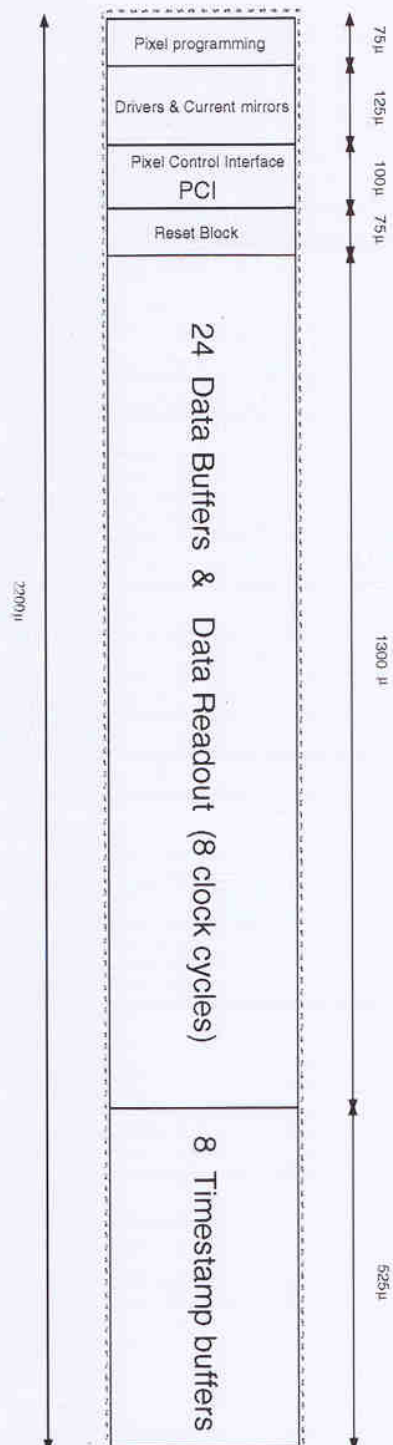 Pixel programming
75μ
Drivers & Current mirrors
125μ
Pixel Control Interface
PCI
100μ
Reset Block
75μ
24 Data Buffers & Data Readout (8 clock cycles)
1300 μ
8 Timestamp buffers
525μ
2200μ